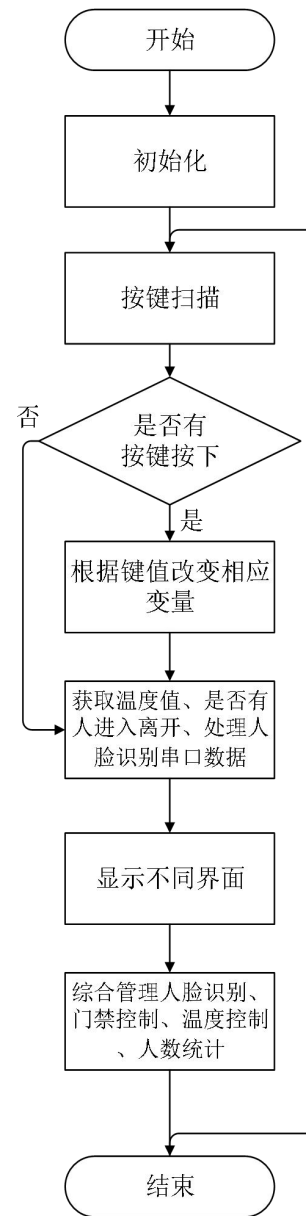 开始
初始化
按键扫描
是否有
按键按下
否
是
根据键值改变相应
变量
获取温度值、是否有
人进入离开、处理人
脸识别串口数据
显示不同界面
综合管理人脸识别、
门禁控制、温度控制
、人数统计
结束